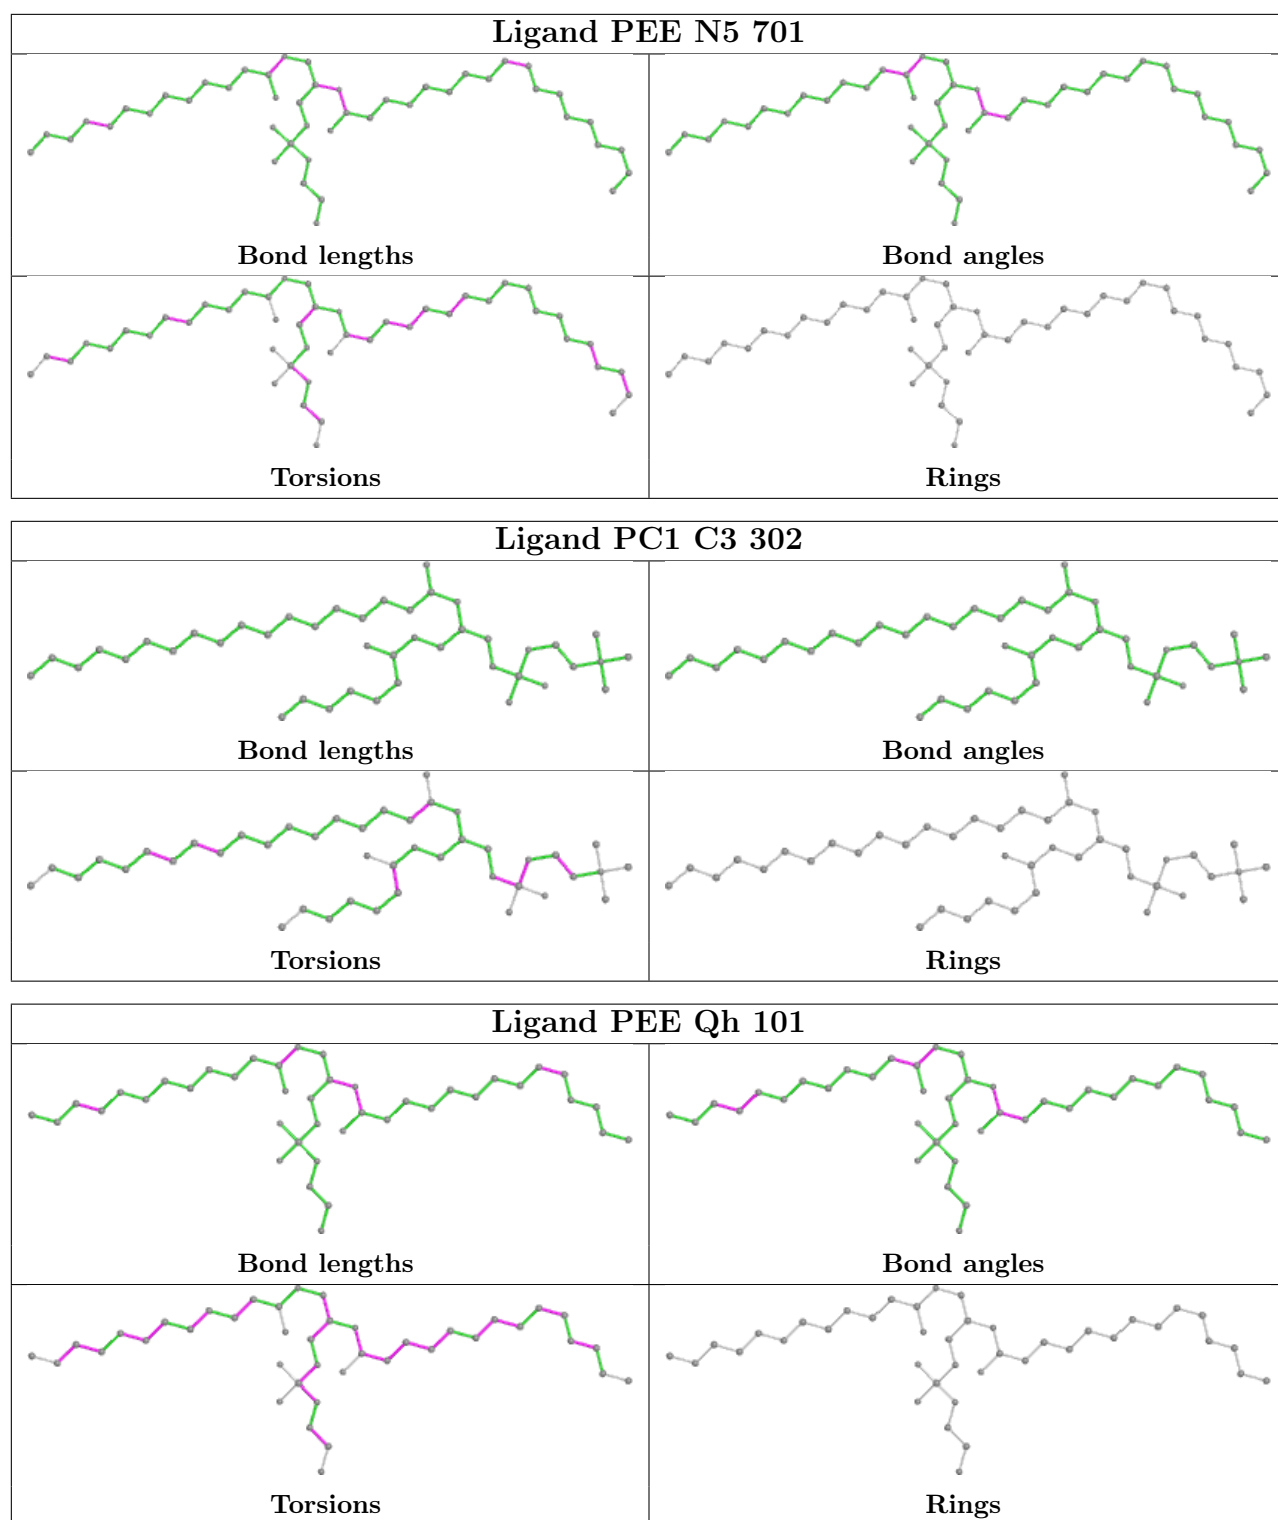 Ligand PEE N5 701
Bond lengths
Bond angles
Torsions
Rings
Ligand PC1 C3 302
Bond lengths
Bond angles
Torsions
Rings
Ligand PEE Qh 101
Bond lengths
Bond angles
Torsions
Rings